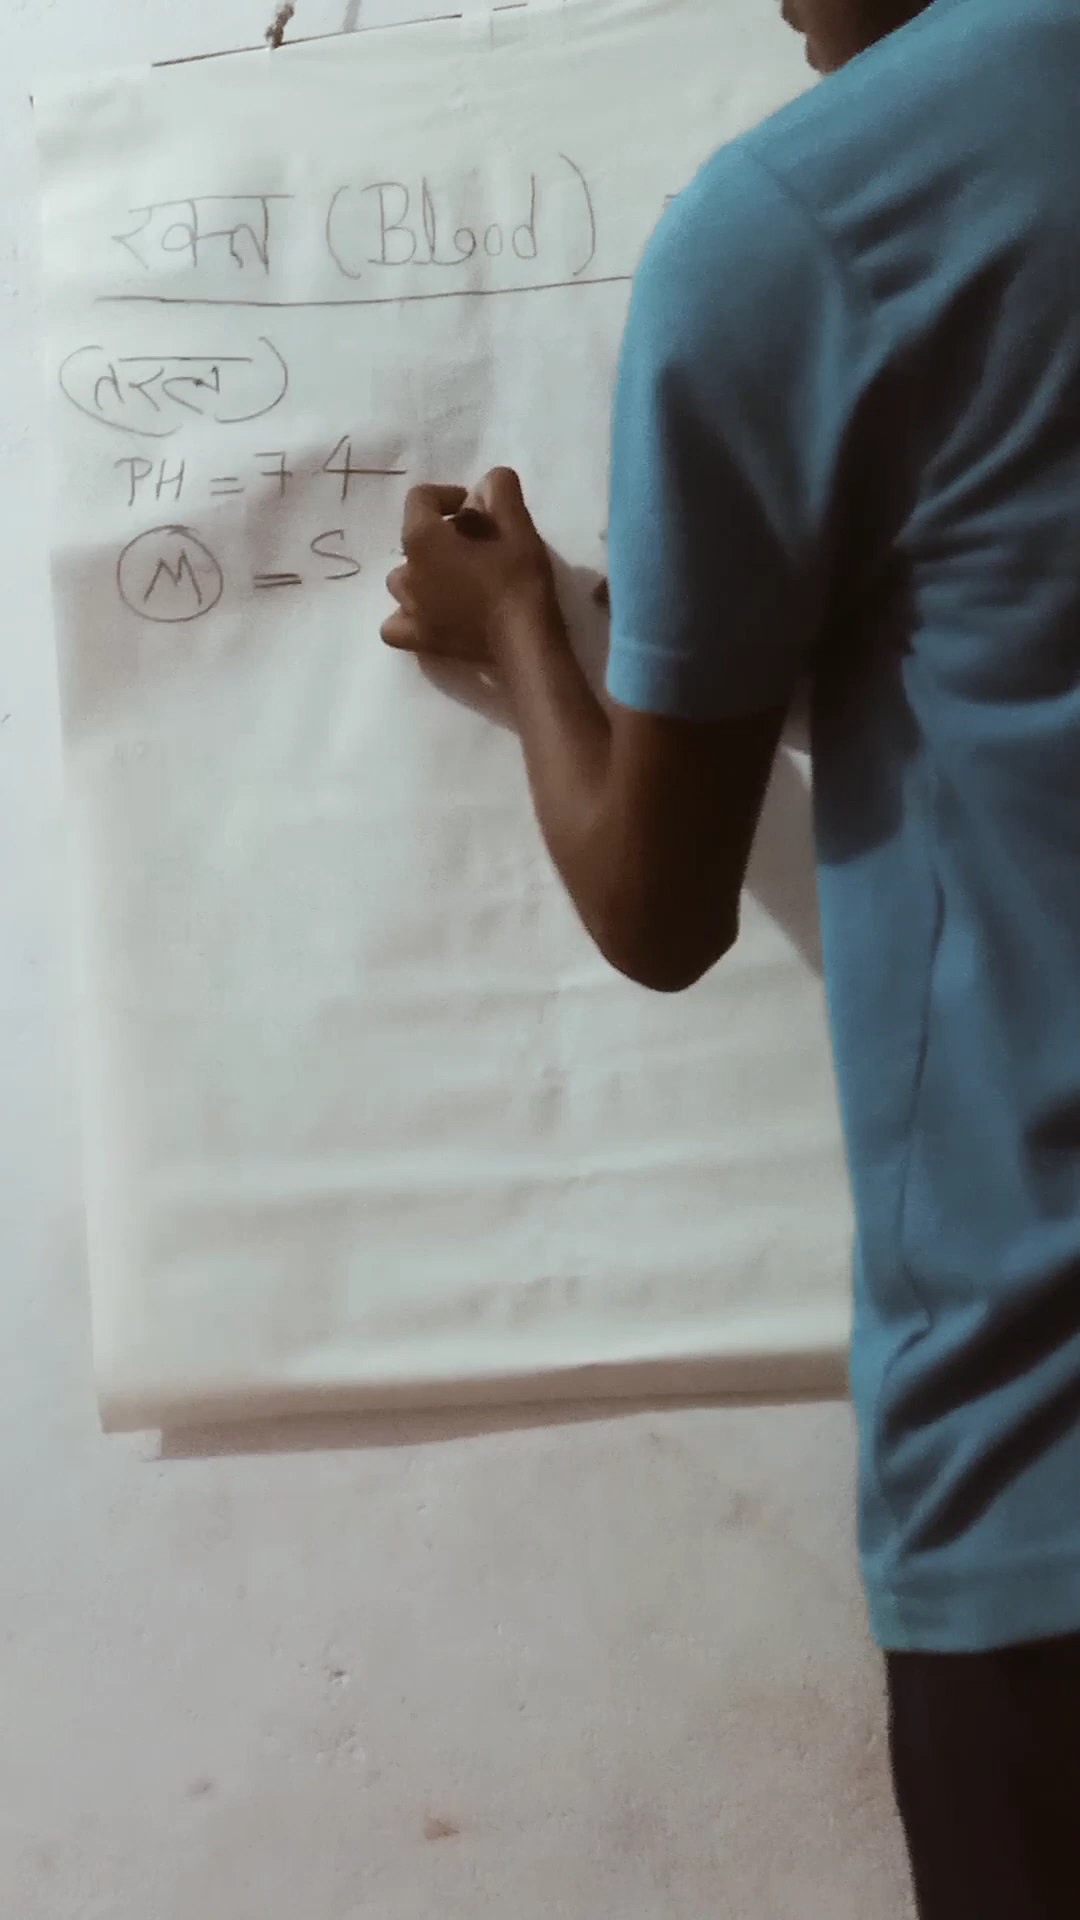 रक्त (Blood)
(तरल)
PH = 7 4
M = S